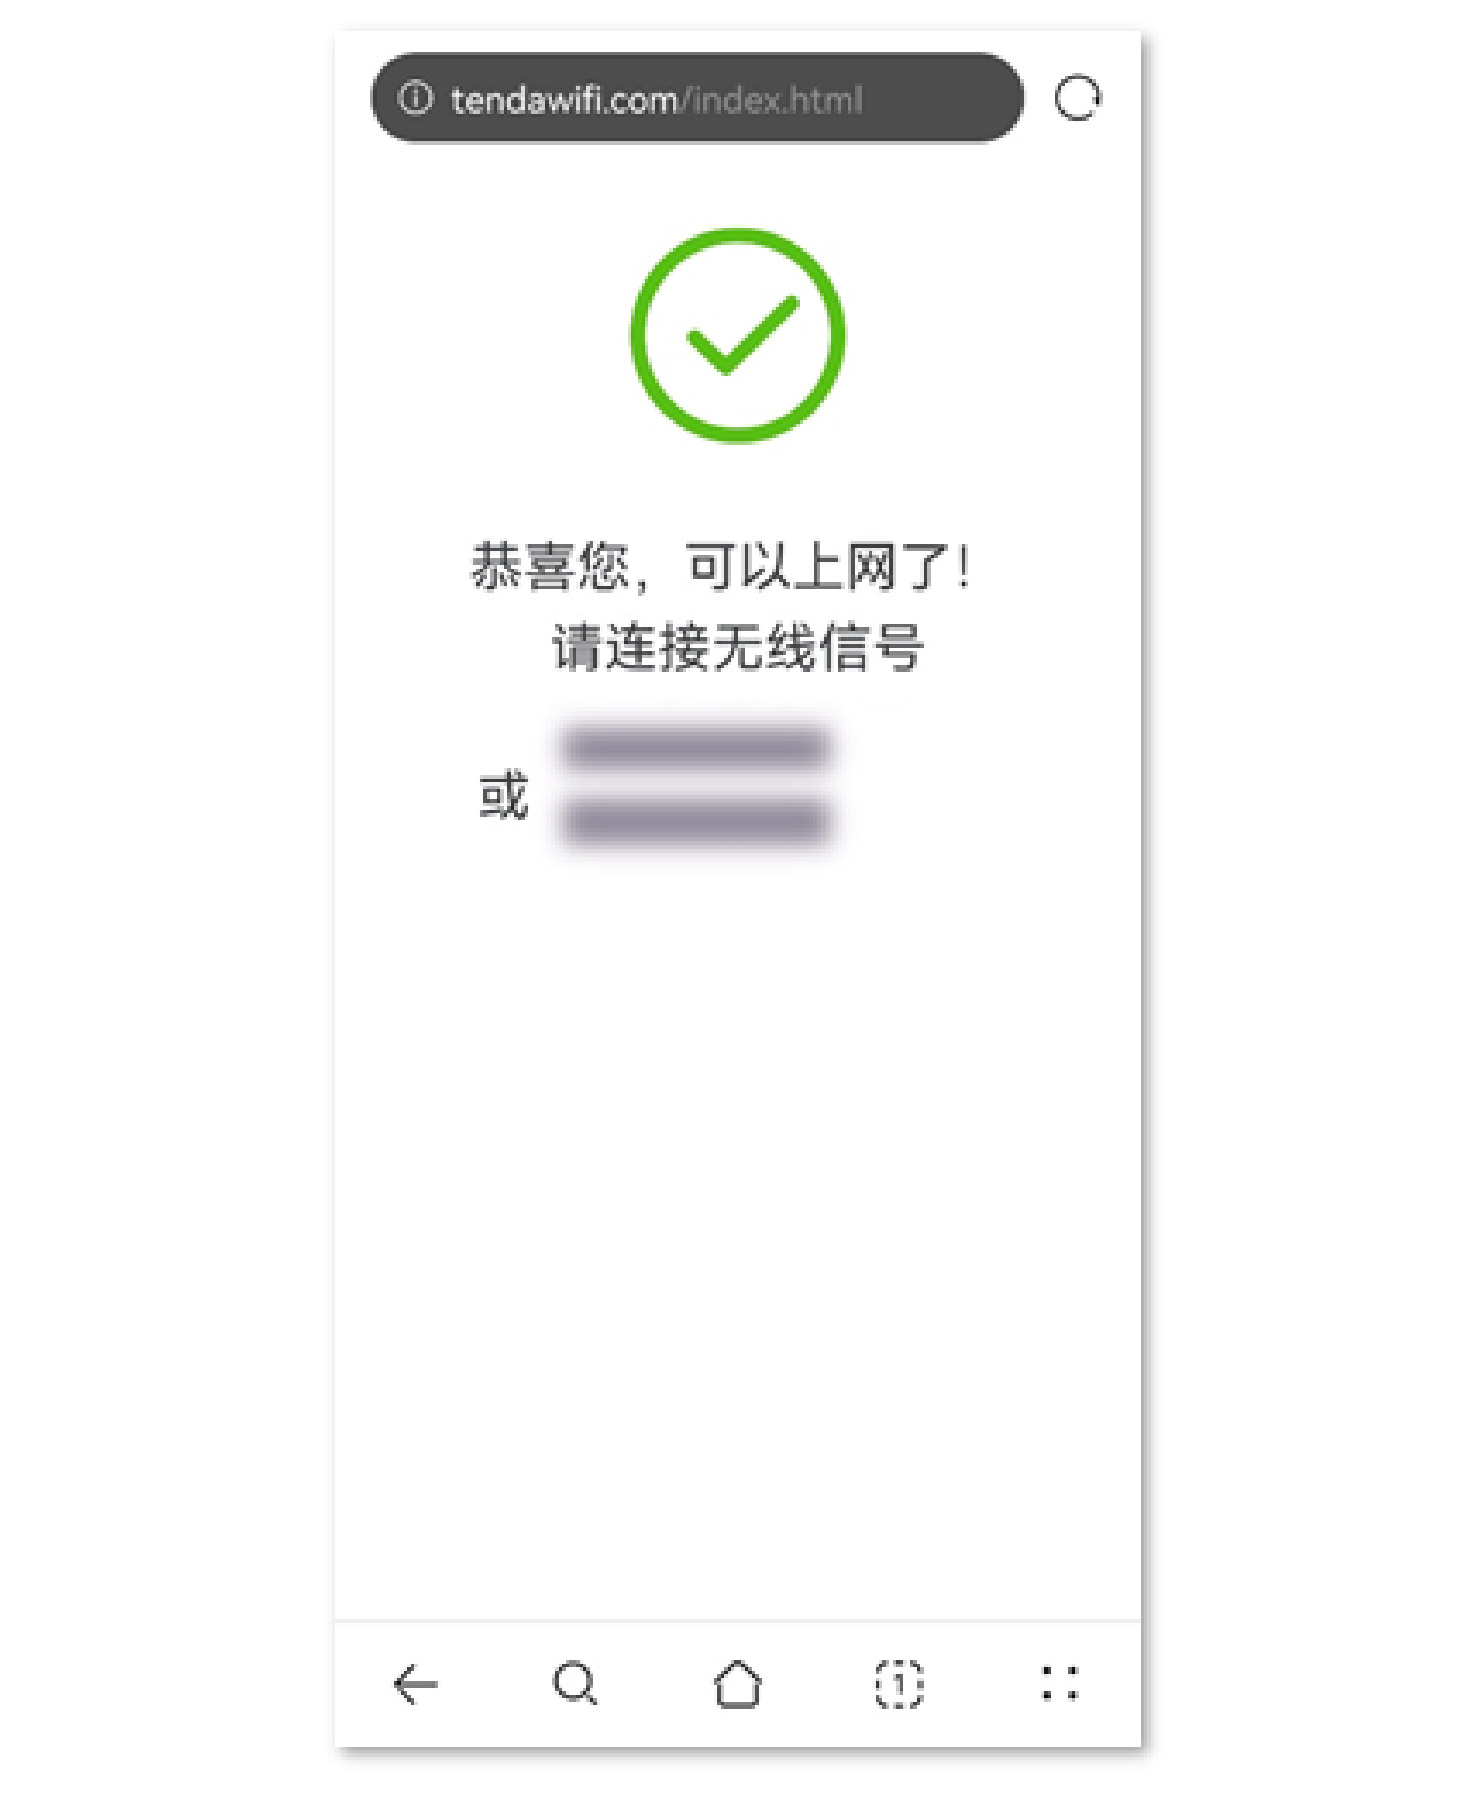 tendawifi.com/index.html
恭喜您，可以上网了！
请连接无线信号
或
1